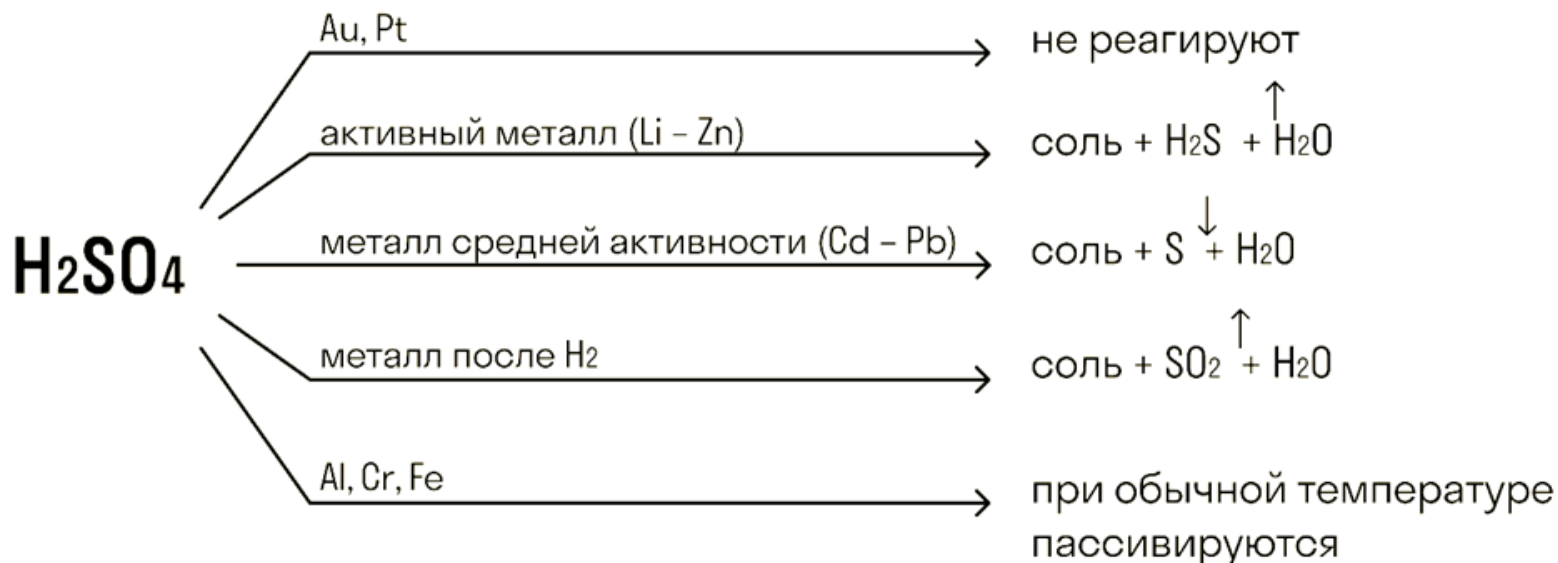 Au, Pt
не реагируют
активный металл (Li – Zn)
соль + H₂S ↑ + H₂O
H₂SO₄
металл средней активности (Cd – Pb)
соль + S ↓ + H₂O
металл после H₂
соль + SO₂ ↑ + H₂O
Al, Cr, Fe
при обычной температуре
пассивируются